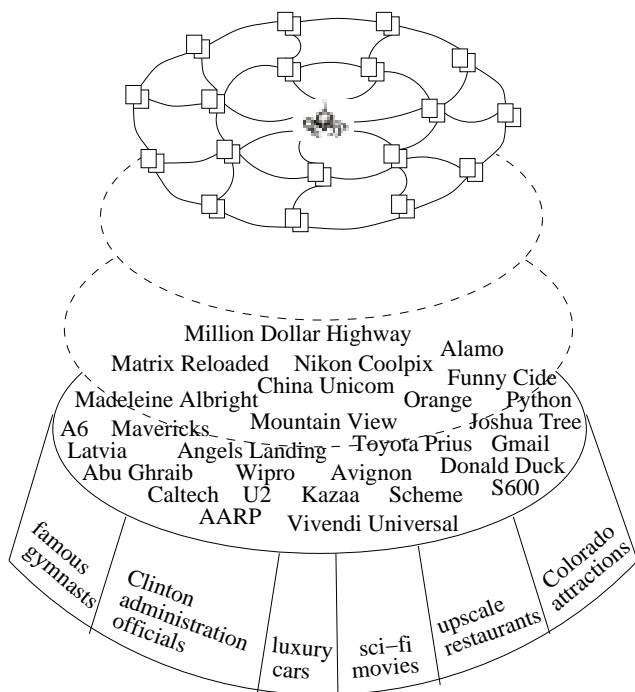 Million Dollar Highway
Alamo
Matrix Reloaded Nikon Coolpix
China Unicom Funny Cide
Madeleine Albright Orange Python
A6 Mavericks Mountain View Joshua Tree
Latvia Angels Landing Toyota Prius Gmail
Abu Ghraib Wipro Avignon Donald Duck
Caltech U2 Kazaa Scheme S600
AARP Vivendi Universal
famous
gymnasts
Clinton
administration
officials
luxury
cars
sci-fi
movies
upscale
restaurants
Colorado
attractions